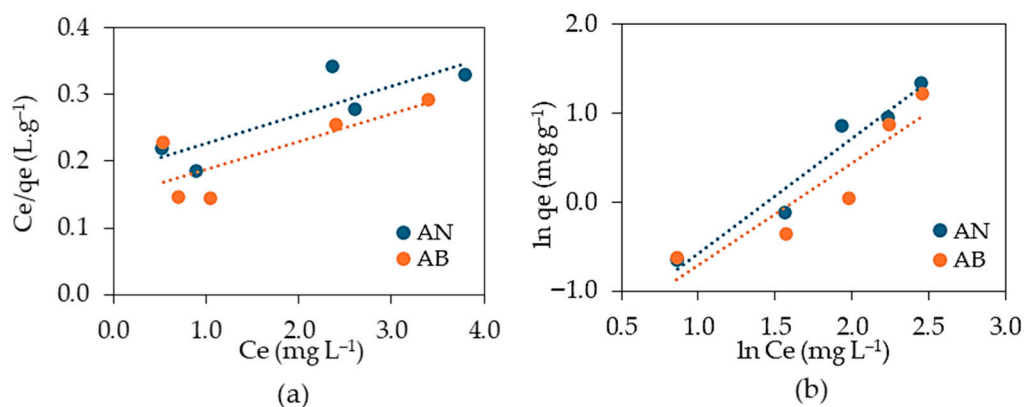 0.4
0.3
0.2
0.1
0.0
Ce/qe (L.g⁻¹)
AN
AB
0.0 1.0 2.0 3.0 4.0
Ce (mg L⁻¹)
(a)
2.0
1.0
0.0
−1.0
ln qe (mg g⁻¹)
AN
AB
0.5 1.0 1.5 2.0 2.5 3.0
ln Ce (mg L⁻¹)
(b)